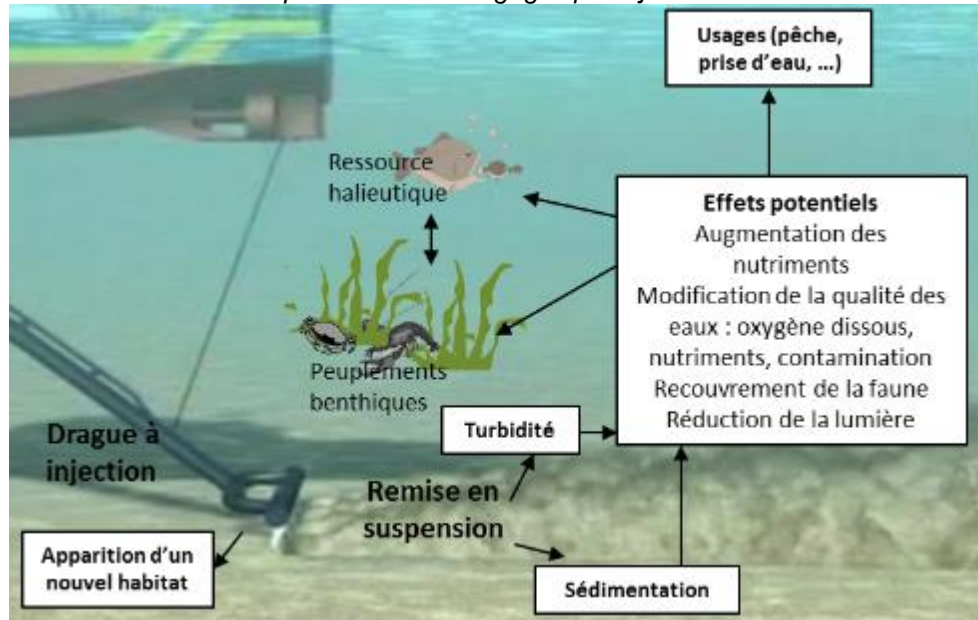 Usages (pêche,
prise d'eau, ...)
Ressource
halieutique
Effets potentiels
Augmentation des
nutriments
Modification de la qualité des
eaux : oxygène dissous,
nutriments, contamination
Recouvrement de la faune
Réduction de la lumière
Peuplements
benthiques
Turbidité
Drague à
injection
Remise en
suspension
Apparition d'un
nouvel habitat
Sédimentation